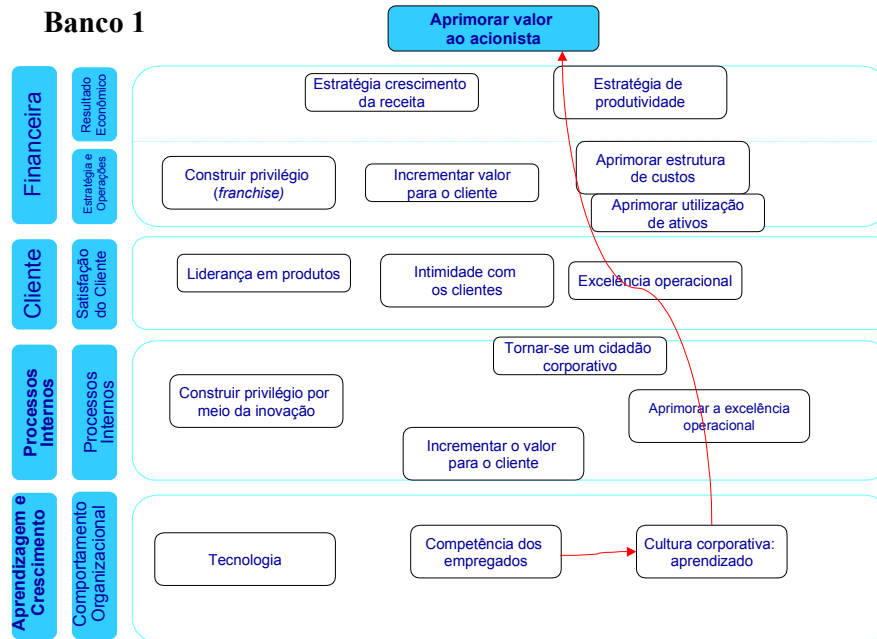 Banco 1
Aprimorar valor
ao acionista
Financeira
Resultado
Econômico
Estratégia crescimento
da receita
Estratégia de
produtividade
Estratégia e
Operações
Construir privilégio
(franchise)
Incrementar valor
para o cliente
Aprimorar estrutura
de custos
Aprimorar utilização
de ativos
Cliente
Satisfação
do Cliente
Liderança em produtos
Intimidade com
os clientes
Excelência operacional
Processos
Internos
Processos
Internos
Tornar-se um cidadão
corporativo
Construir privilégio por
meio da inovação
Aprimorar a excelência
operacional
Incrementar o valor
para o cliente
Aprendizagem e
Crescimento
Comportamento
Organizacional
Tecnologia
Competência dos
empregados
Cultura corporativa:
aprendizado